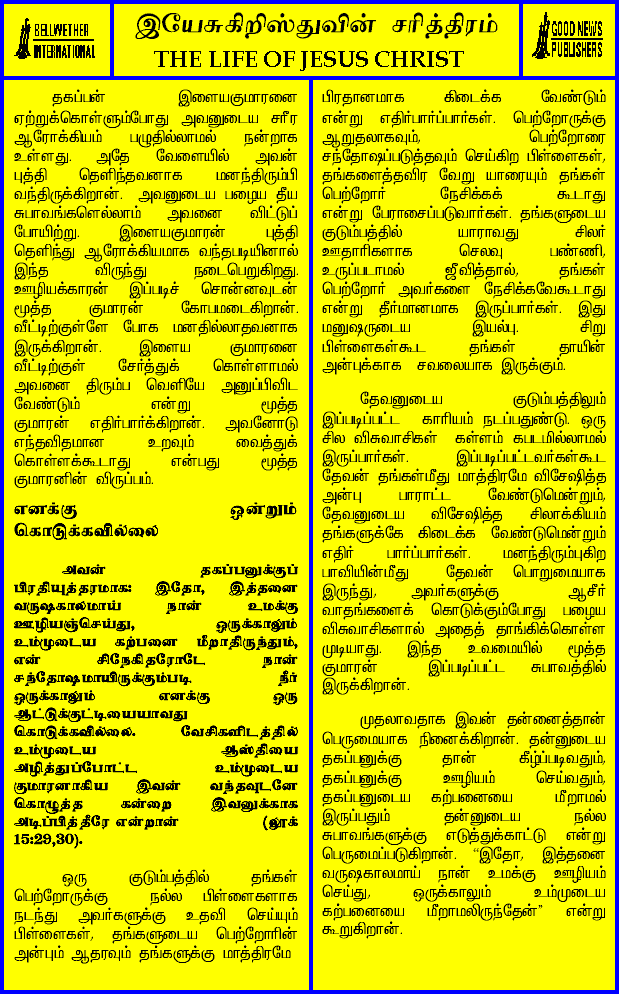 BELLWETHER
INTERNATIONAL
இயேசுகிறிஸ்துவின் சரித்திரம்
THE LIFE OF JESUS CHRIST
GOOD NEWS
PUBLISHERS
தகப்பன் இளையகுமாரனை
ஏற்றுக்கொள்ளும்போது அவனுடைய சரீர
ஆரோக்கியம் பழுதில்லாமல் நன்றாக
உள்ளது. அதே வேளையில் அவன்
புத்தி தெளிந்தவனாக மனந்திரும்பி
வந்திருக்கிறான். அவனுடைய பழைய தீய
சுபாவங்களெல்லாம் அவனை விட்டுப்
போயிற்று. இளையகுமாரன் புத்தி
தெளிந்து ஆரோக்கியமாக வந்தபடியினால்
இந்த விருந்து நடைபெறுகிறது.
ஊழியக்காரன் இப்படிச் சொன்னவுடன்
மூத்த குமாரன் கோபமடைகிறான்.
வீட்டிற்குள்ளே போக மனதில்லாதவனாக
இருக்கிறான். இளைய குமாரனை
வீட்டிற்குள் சேர்த்துக் கொள்ளாமல்
அவனை திரும்ப வெளியே அனுப்பிவிட
வேண்டும் என்று மூத்த
குமாரன் எதிர்பார்க்கிறான். அவனோடு
எந்தவிதமான உறவும் வைத்துக்
கொள்ளக்கூடாது என்பது மூத்த
குமாரனின் விருப்பம்.
எனக்கு ஒன்றும்
கொடுக்கவில்லை
அவன் தகப்பனுக்குப்
பிரதியுத்தரமாக: இதோ, இத்தனை
வருஷகாலமாய் நான் உமக்கு
ஊழியஞ்செய்து, ஒருக்காலும்
உம்முடைய கற்பனை மீறாதிருந்தும்,
என் சிநேகிதரோடே நான்
சந்தோஷமாயிருக்கும்படி நீர்
ஒருக்காலும் எனக்கு ஒரு
ஆட்டுக்குட்டியையாவது
கொடுக்கவில்லை. வேசிகளிடத்தில்
உம்முடைய ஆஸ்தியை
அழித்துப்போட்ட உம்முடைய
குமாரனாகிய இவன் வந்தவுடனே
கொழுத்த கன்றை இவனுக்காக
அடிப்பித்தீரே என்றான் (லூக்
15:29,30).
ஒரு குடும்பத்தில் தங்கள்
பெற்றோருக்கு நல்ல பிள்ளைகளாக
நடந்து அவர்களுக்கு உதவி செய்யும்
பிள்ளைகள், தங்களுடைய பெற்றோரின்
அன்பும் ஆதரவும் தங்களுக்கு மாத்திரமே
பிரதானமாக கிடைக்க வேண்டும்
என்று எதிர்பார்ப்பார்கள். பெற்றோருக்கு
ஆறுதலாகவும், பெற்றோரை
சந்தோஷப்படுத்தவும் செய்கிற பிள்ளைகள்,
தங்களைத்தவிர வேறு யாரையும் தங்கள்
பெற்றோர் நேசிக்கக் கூடாது
என்று பேராசைப்படுவார்கள். தங்களுடைய
குடும்பத்தில் யாராவது சிலர்
ஊதாரிகளாக செலவு பண்ணி,
உருப்படாமல் ஜீவித்தால், தங்கள்
பெற்றோர் அவர்களை நேசிக்கவேகூடாது
என்று தீர்மானமாக இருப்பார்கள். இது
மனுஷருடைய இயல்பு. சிறு
பிள்ளைகள்கூட தங்கள் தாயின்
அன்புக்காக சவலையாக இருக்கும்.
தேவனுடைய குடும்பத்திலும்
இப்படிப்பட்ட காரியம் நடப்பதுண்டு. ஒரு
சில விசுவாசிகள் கள்ளம் கபடமில்லாமல்
இருப்பார்கள். இப்படிப்பட்டவர்கள்கூட
தேவன் தங்கள்மீது மாத்திரமே விசேஷித்த
அன்பு பாராட்ட வேண்டுமென்றும்,
தேவனுடைய விசேஷித்த சிலாக்கியம்
தங்களுக்கே கிடைக்க வேண்டுமென்றும்
எதிர் பார்ப்பார்கள். மனந்திரும்புகிற
பாவியின்மீது தேவன் பொறுமையாக
இருந்து, அவர்களுக்கு ஆசீர்
வாதங்களைக் கொடுக்கும்போது பழைய
விசுவாசிகளால் அதைத் தாங்கிக்கொள்ள
முடியாது. இந்த உவமையில் மூத்த
குமாரன் இப்படிப்பட்ட சுபாவத்தில்
இருக்கிறான்.
முதலாவதாக இவன் தன்னைத்தான்
பெருமையாக நினைக்கிறான். தன்னுடைய
தகப்பனுக்கு தான் கீழ்ப்படிவதும்,
தகப்பனுக்கு ஊழியம் செய்வதும்,
தகப்பனுடைய கற்பனையை மீறாமல்
இருப்பதும் தன்னுடைய நல்ல
சுபாவங்களுக்கு எடுத்துக்காட்டு என்று
பெருமைப்படுகிறான். “இதோ, இத்தனை
வருஷகாலமாய் நான் உமக்கு ஊழியம்
செய்து, ஒருக்காலும் உம்முடைய
கற்பனையை மீறாமலிருந்தேன்” என்று
கூறுகிறான்.